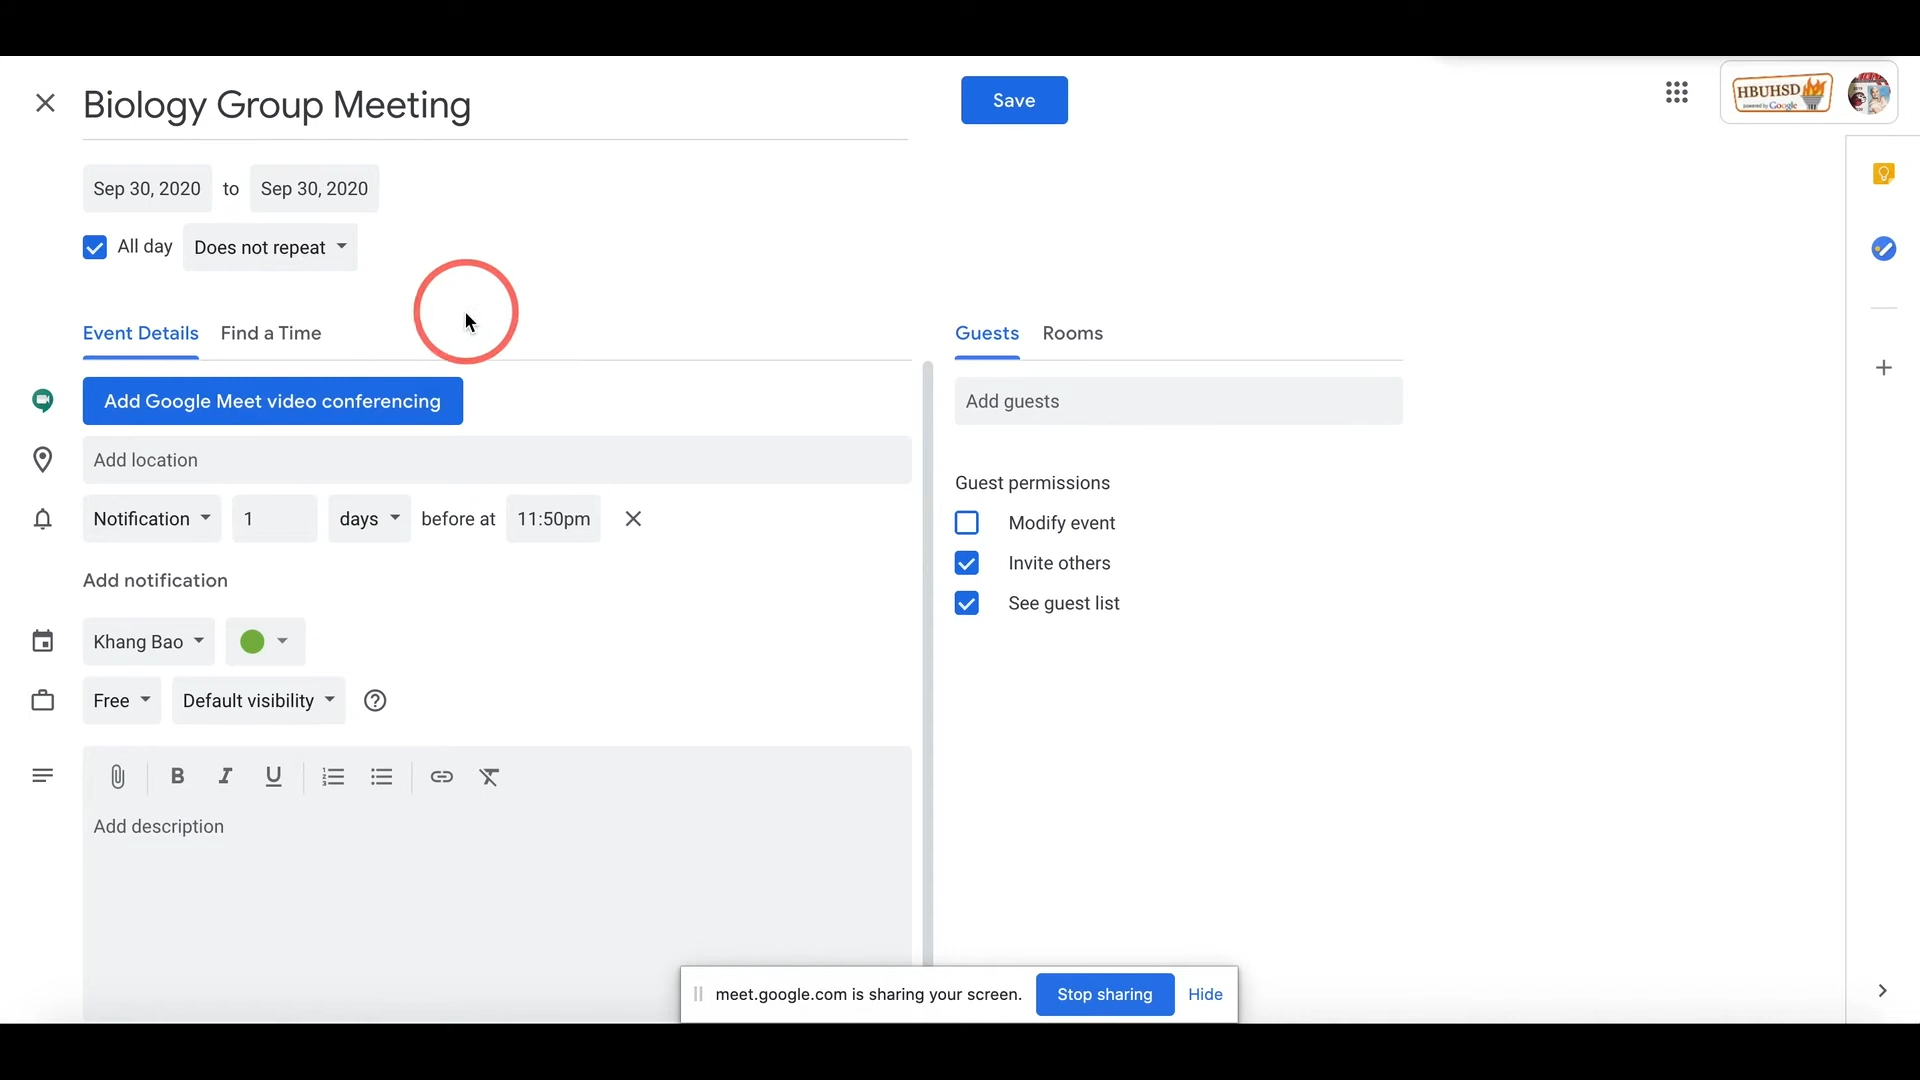 Biology Group Meeting
Save
HBUHSD
powered by Google
Sep 30, 2020 to Sep 30, 2020
All day Does not repeat
Event Details Find a Time
Guests Rooms
Add Google Meet video conferencing
Add guests
Add location
Guest permissions
Notification 1 days before at 11:50pm
Modify event
Invite others
Add notification
See guest list
Khang Bao
Free Default visibility
B I U
Add description
meet.google.com is sharing your screen. Stop sharing Hide